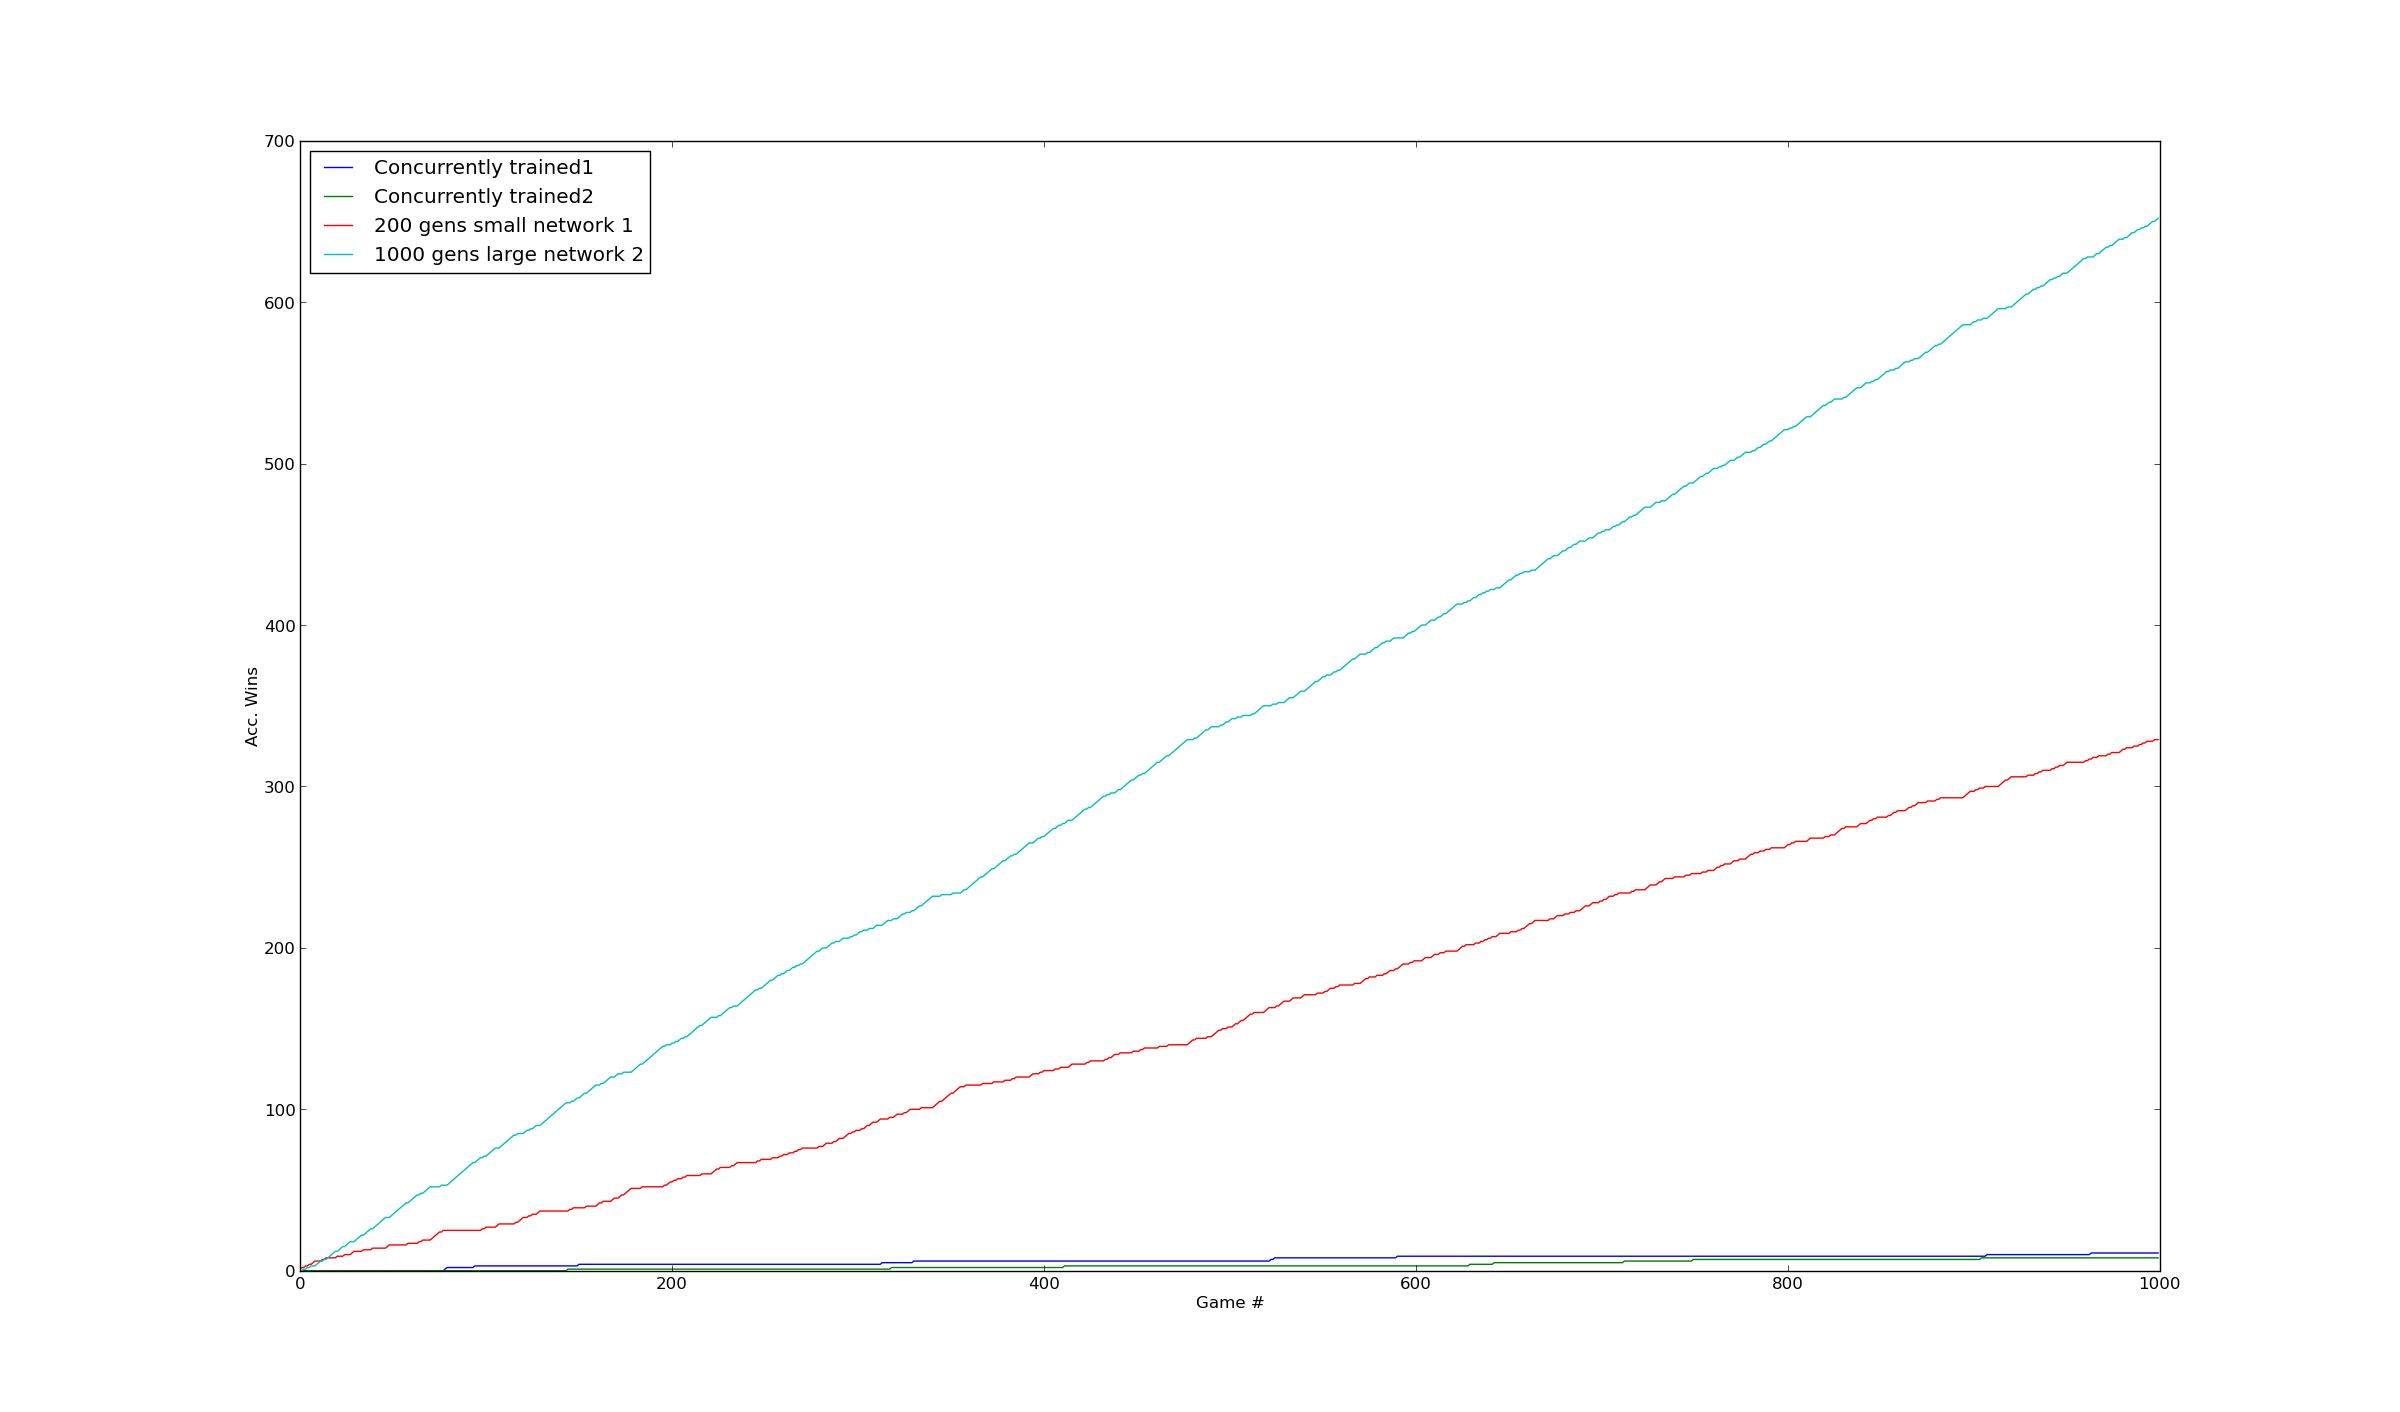 700
600
500
400
300
200
100
0
Acc. Wins
Concurrently trained1
Concurrently trained2
200 gens small network 1
1000 gens large network 2
0 200 400 600 800 1000
Game #